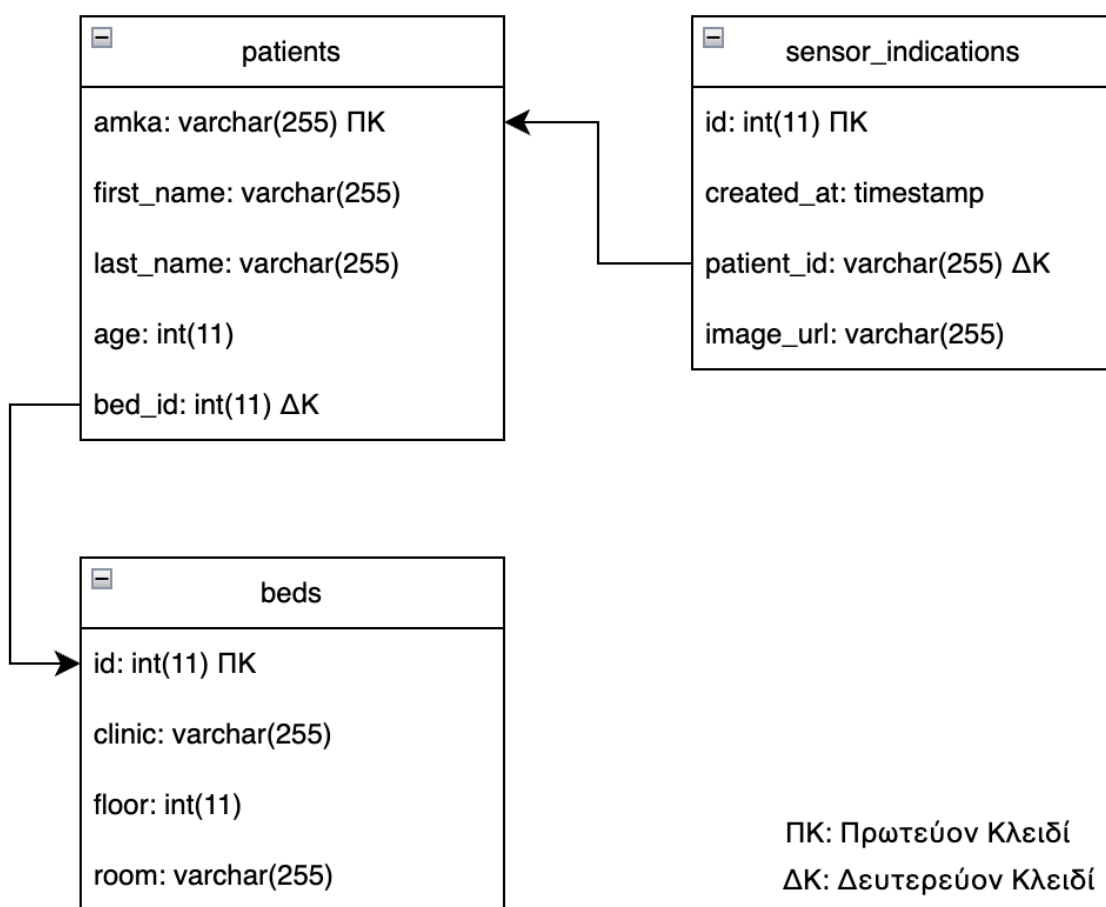 patients
amka: varchar(255) ΠΚ
first_name: varchar(255)
last_name: varchar(255)
age: int(11)
bed_id: int(11) ΔΚ
sensor_indications
id: int(11) ΠΚ
created_at: timestamp
patient_id: varchar(255) ΔΚ
image_url: varchar(255)
beds
id: int(11) ΠΚ
clinic: varchar(255)
floor: int(11)
room: varchar(255)
ΠΚ: Πρωτεύον Κλειδί
ΔΚ: Δευτερεύον Κλειδί